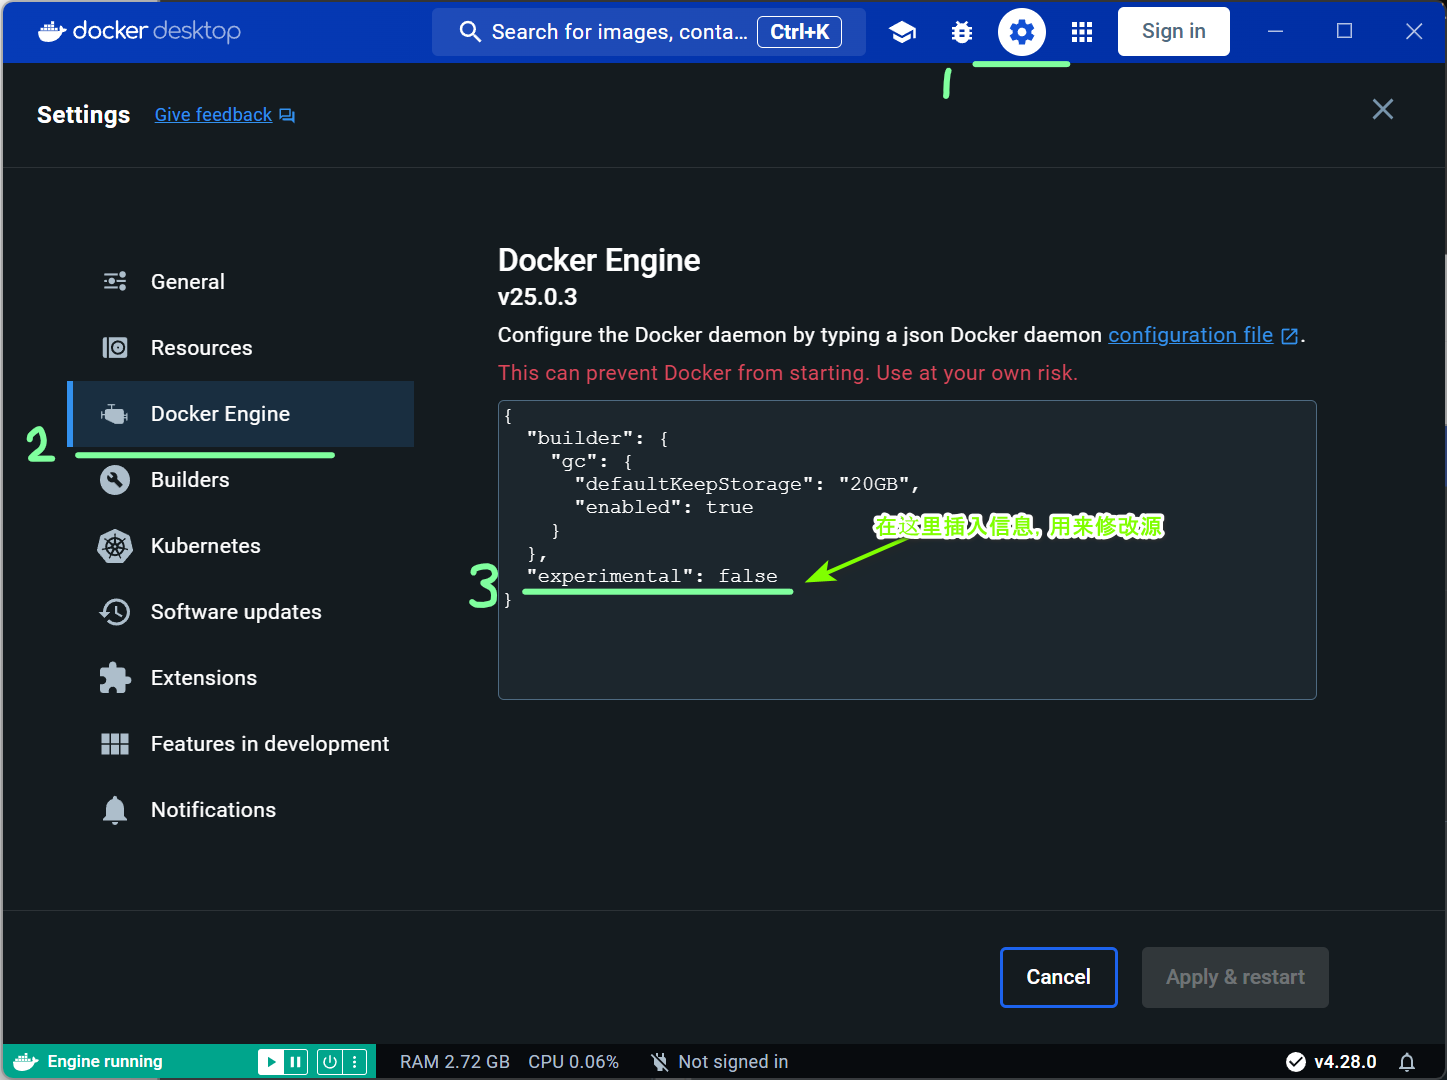 docker desktop
Search for images, conta... Ctrl+K
Sign in
1
Settings
Give feedback
General
Resources
Docker Engine
2
Builders
Kubernetes
Software updates
Extensions
Features in development
Notifications
Docker Engine
v25.0.3
Configure the Docker daemon by typing a json Docker daemon configuration file.
This can prevent Docker from starting. Use at your own risk.
{
"builder": {
"gc": {
"defaultKeepStorage": "20GB",
"enabled": true
}
},
"experimental": false
}
在这里插入信息,用来修改源
3
Cancel
Apply & restart
Engine running
RAM 2.72 GB CPU 0.06% Not signed in
v4.28.0